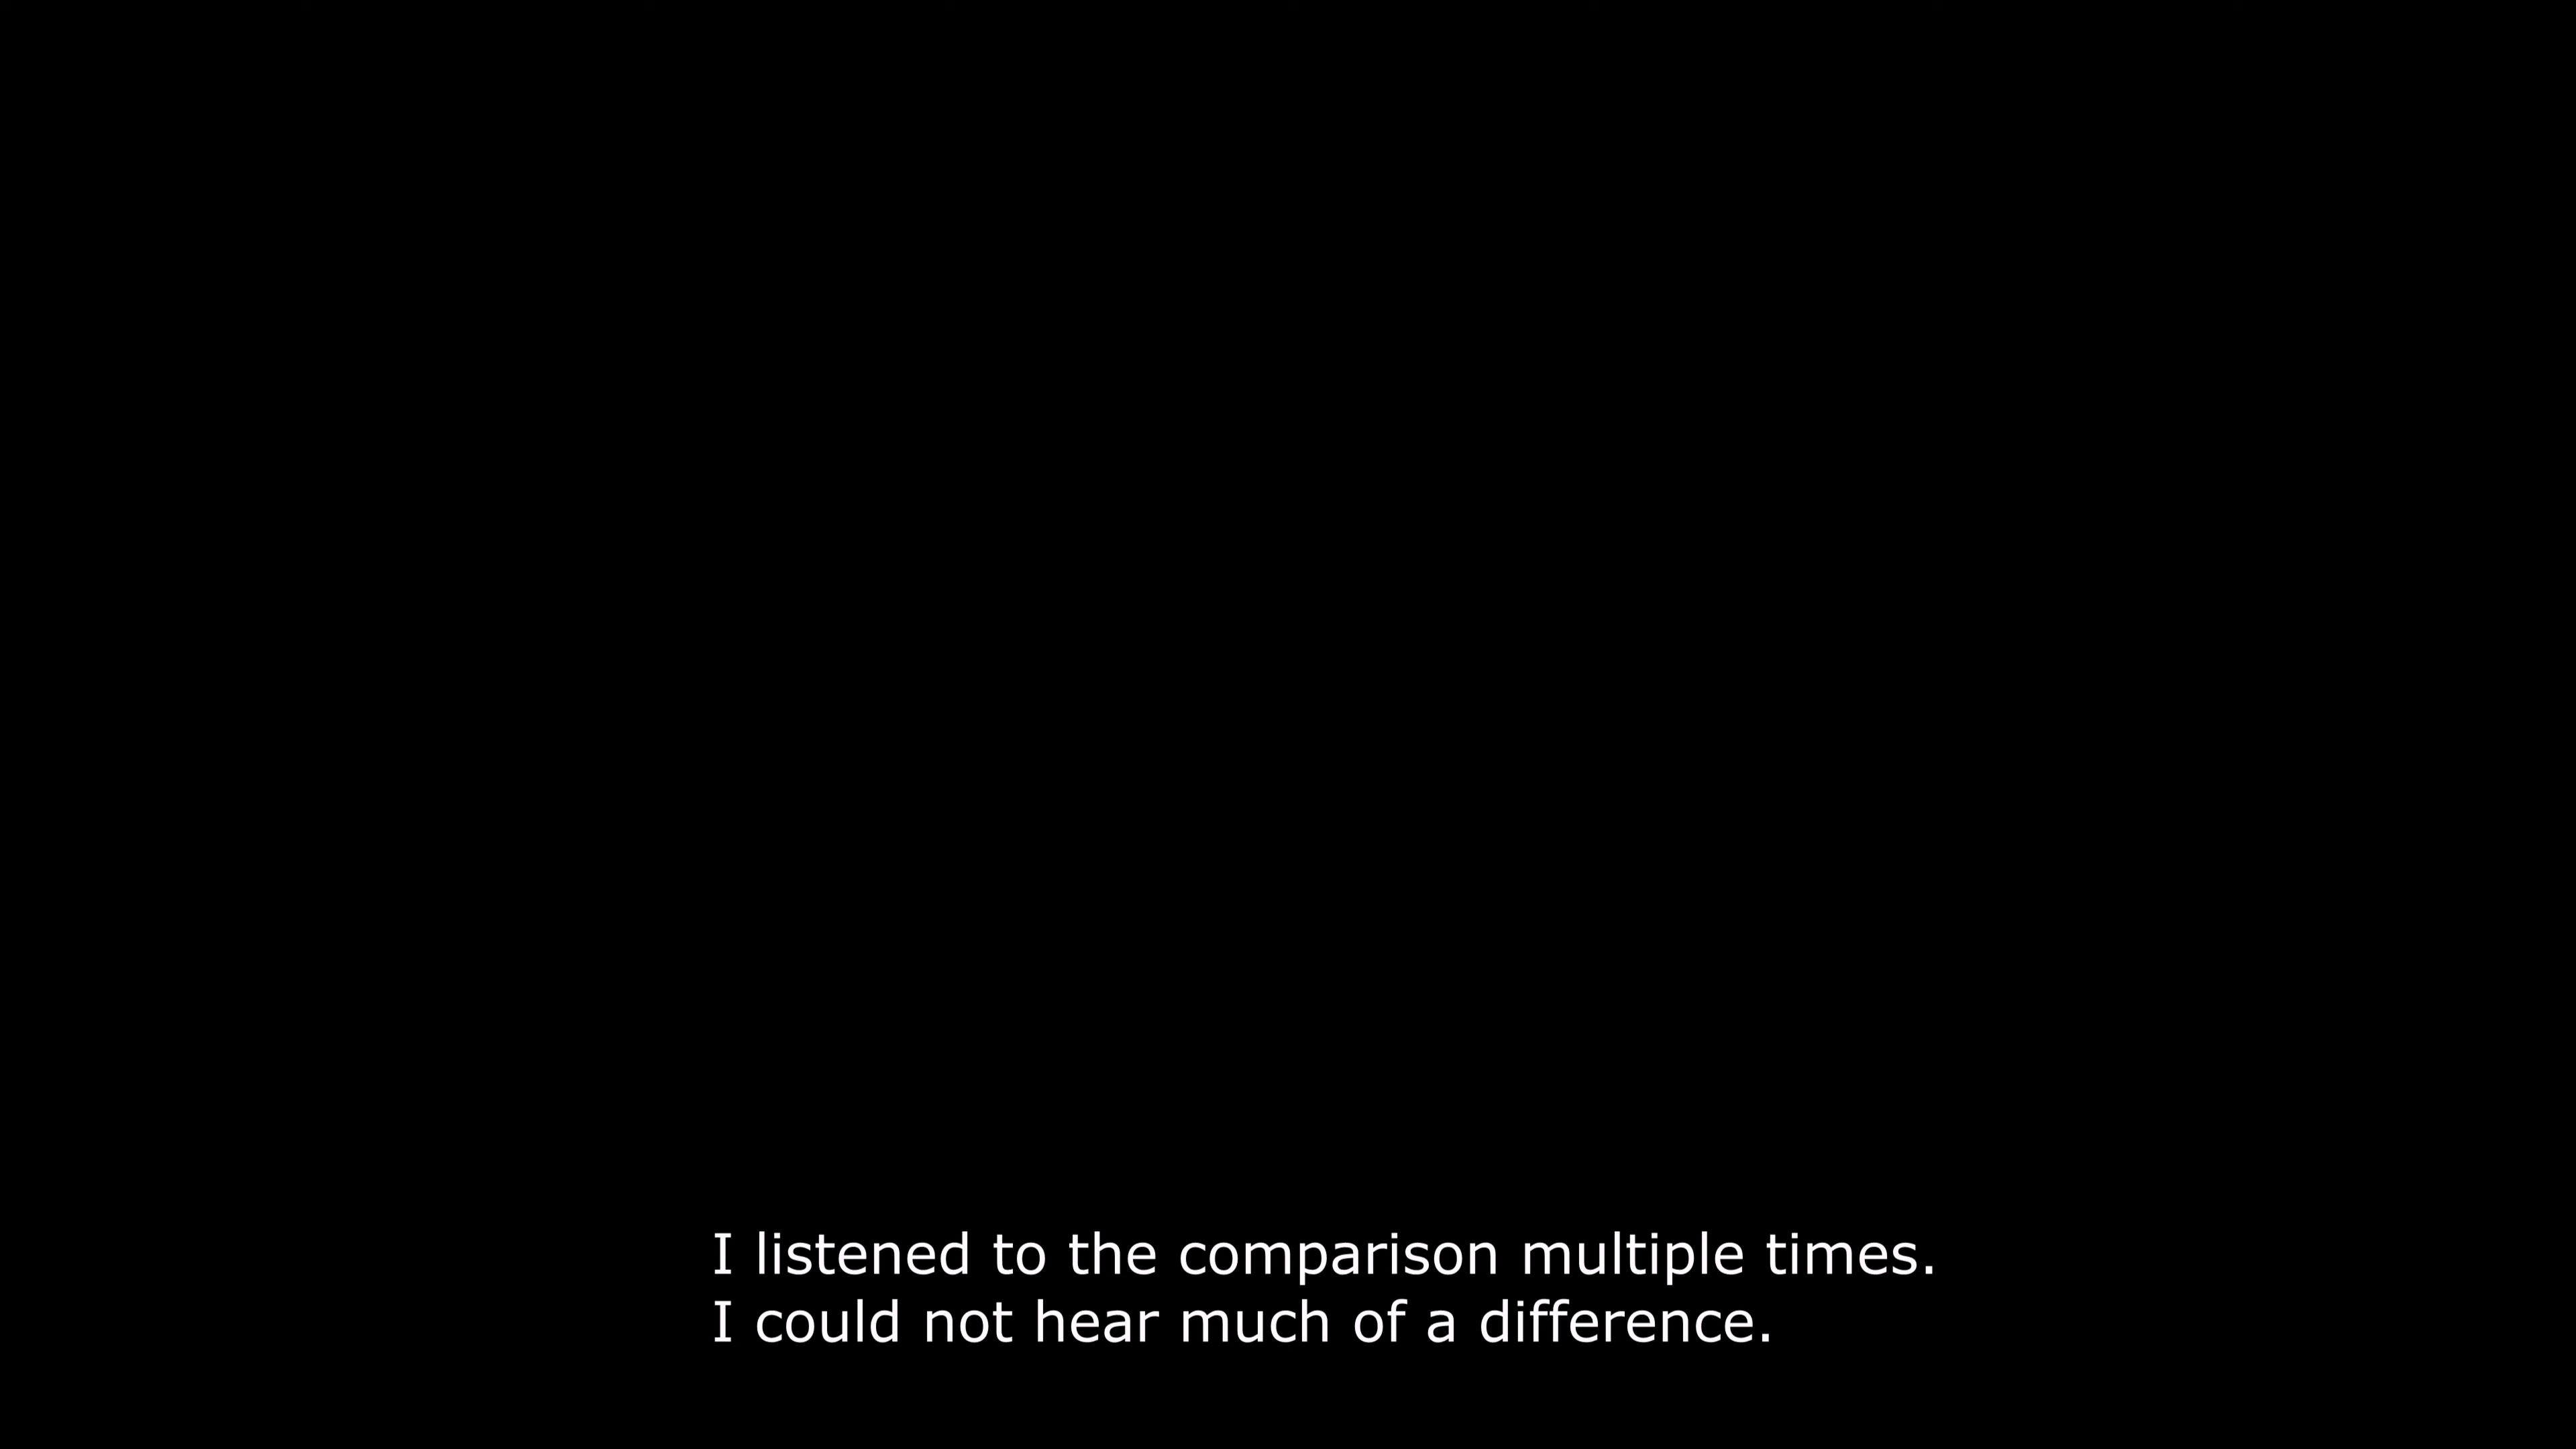 I listened to the comparison multiple times.
I could not hear much of a difference.